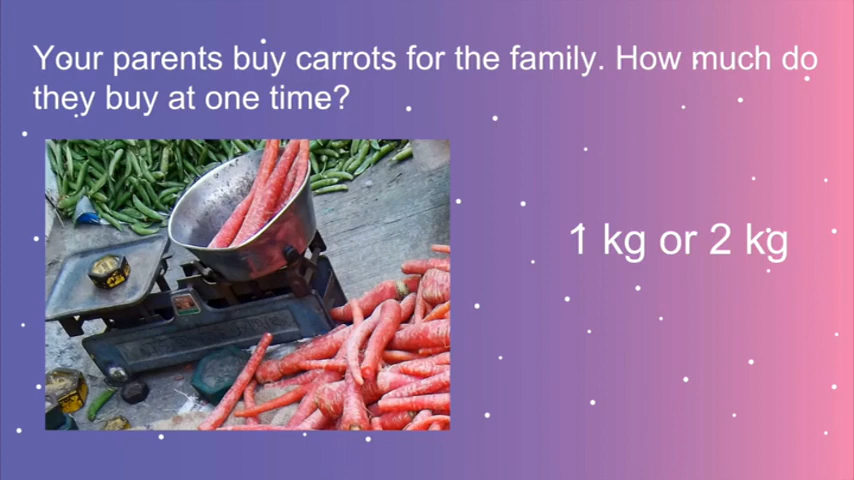 Your parents buy carrots for the family. How much do
they buy at one time?
1 kg or 2 kg